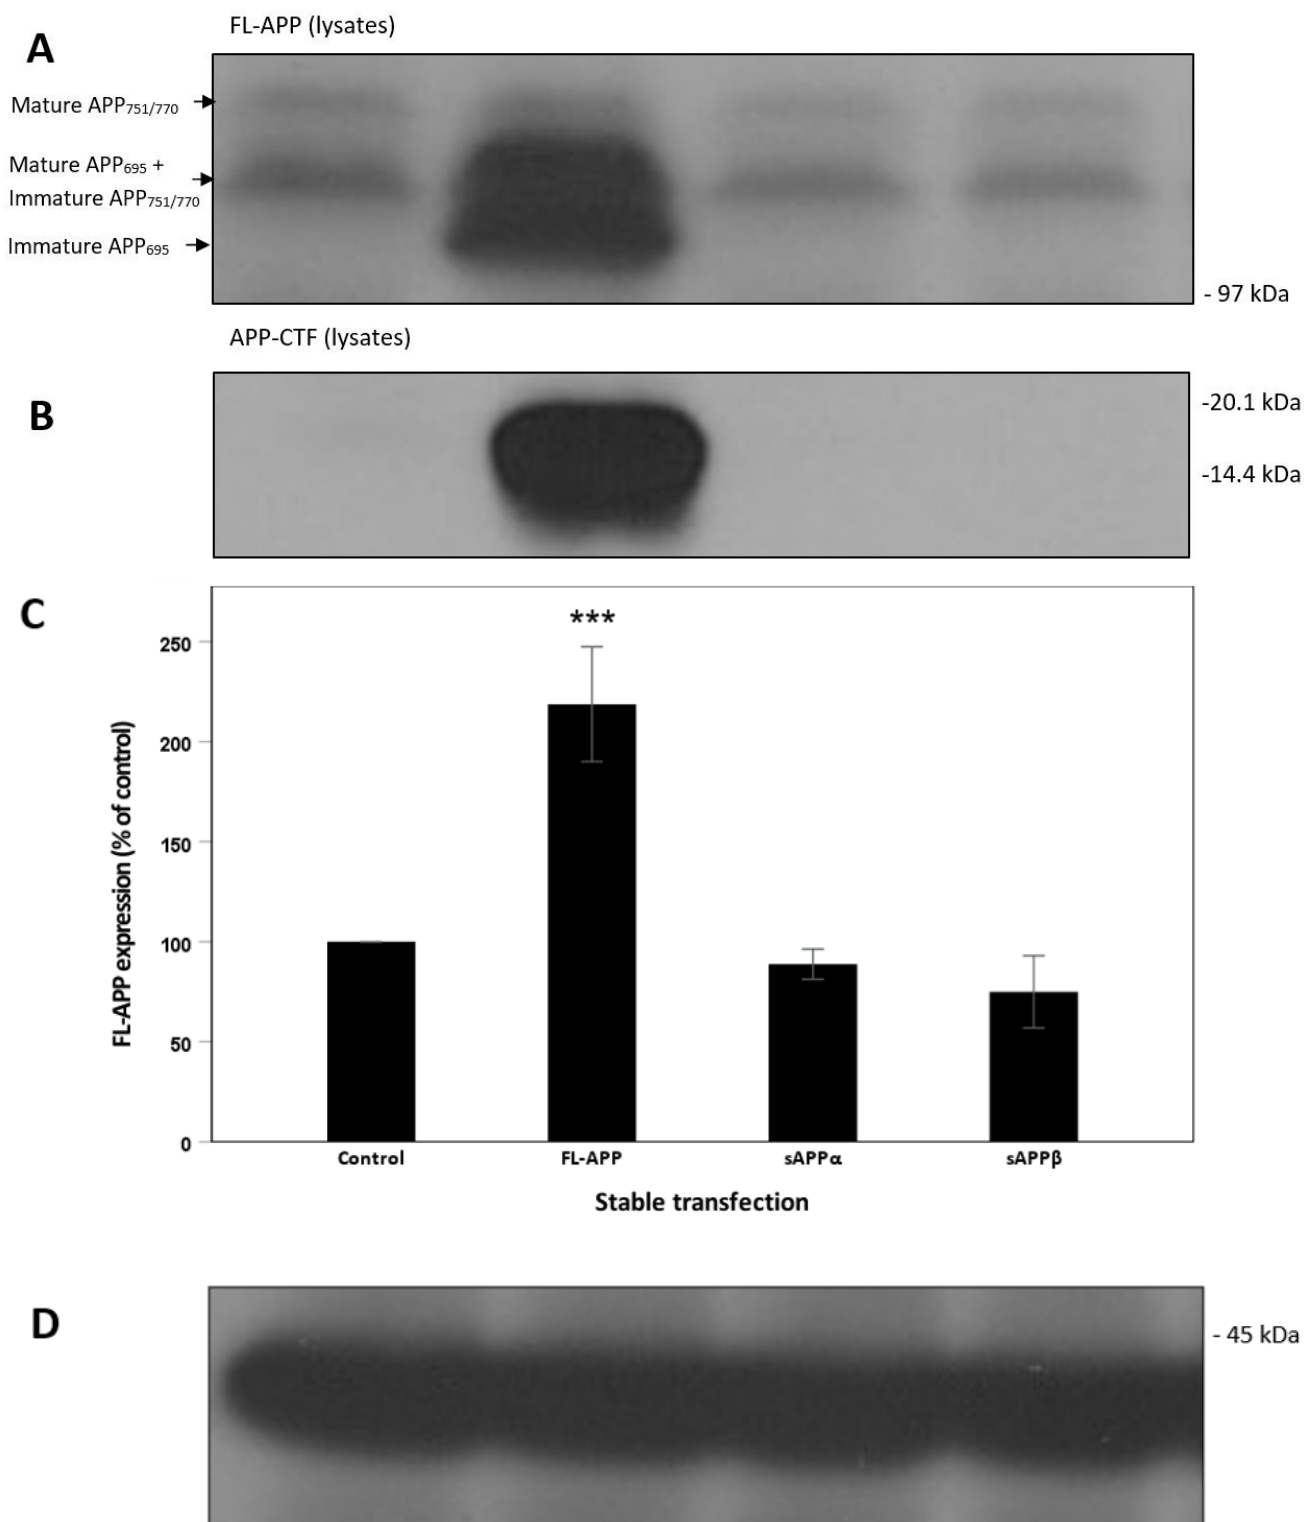 A
FL-APP (lysates)
Mature APP751/770
Mature APP695 +
Immature APP751/770
Immature APP695
- 97 kDa
APP-CTF (lysates)
B
-20.1 kDa
-14.4 kDa
C
***
250
200
150
100
50
0
FL-APP expression (% of control)
Control FL-APP sAPPα sAPPβ
Stable transfection
D
- 45 kDa